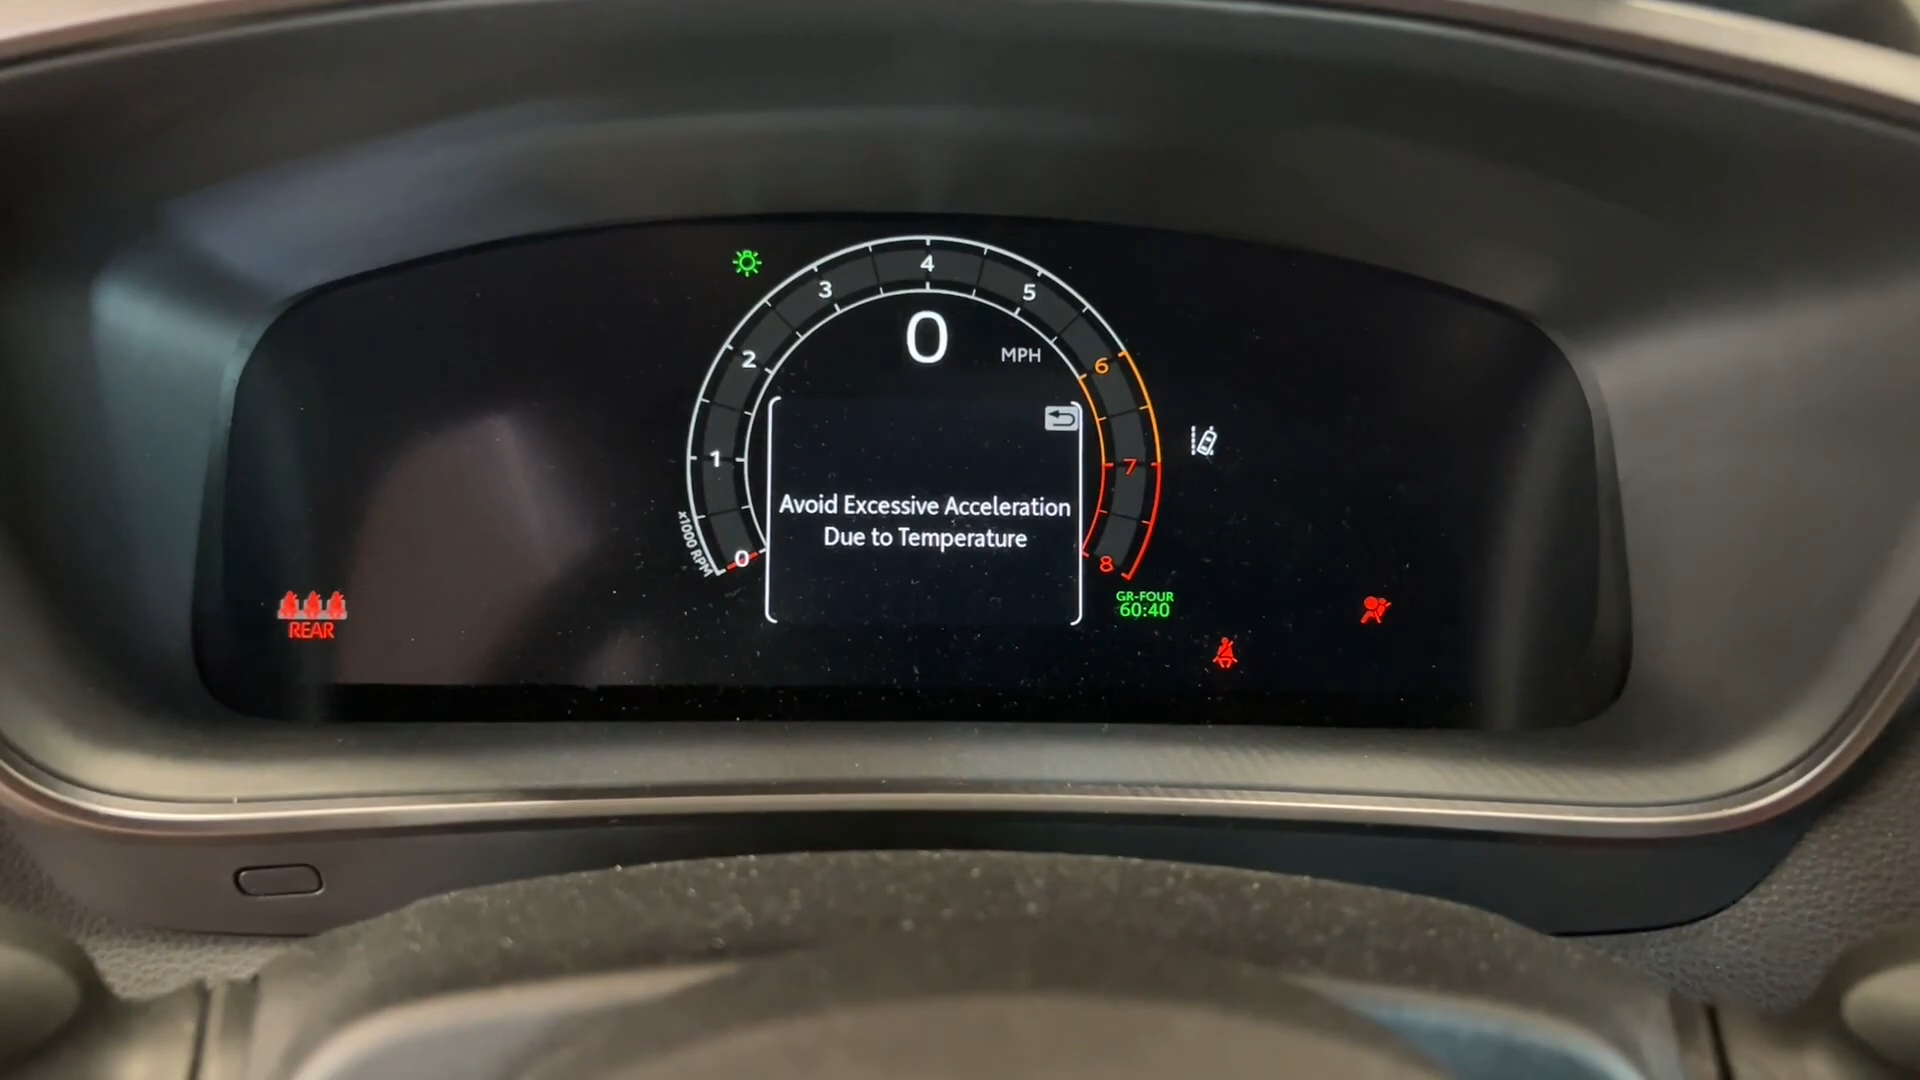 4
3
5
0
MPH
2
6
1
7
Avoid Excessive Acceleration
Due to Temperature
x1000 RPM
0
8
GR-FOUR
60:40
REAR